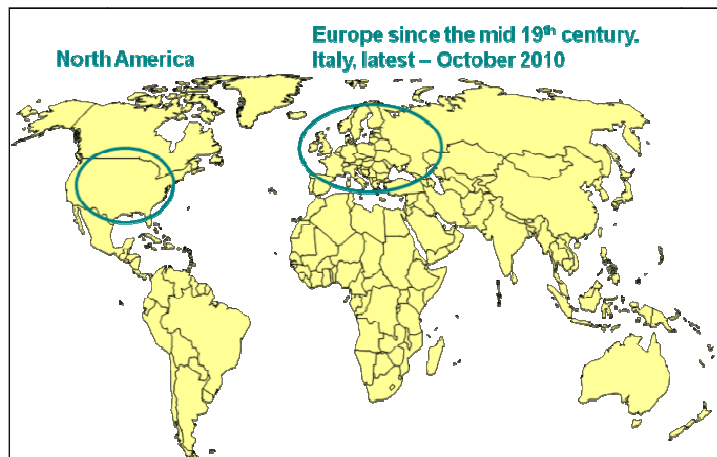 North America
Europe since the mid 19th century.
Italy, latest – October 2010